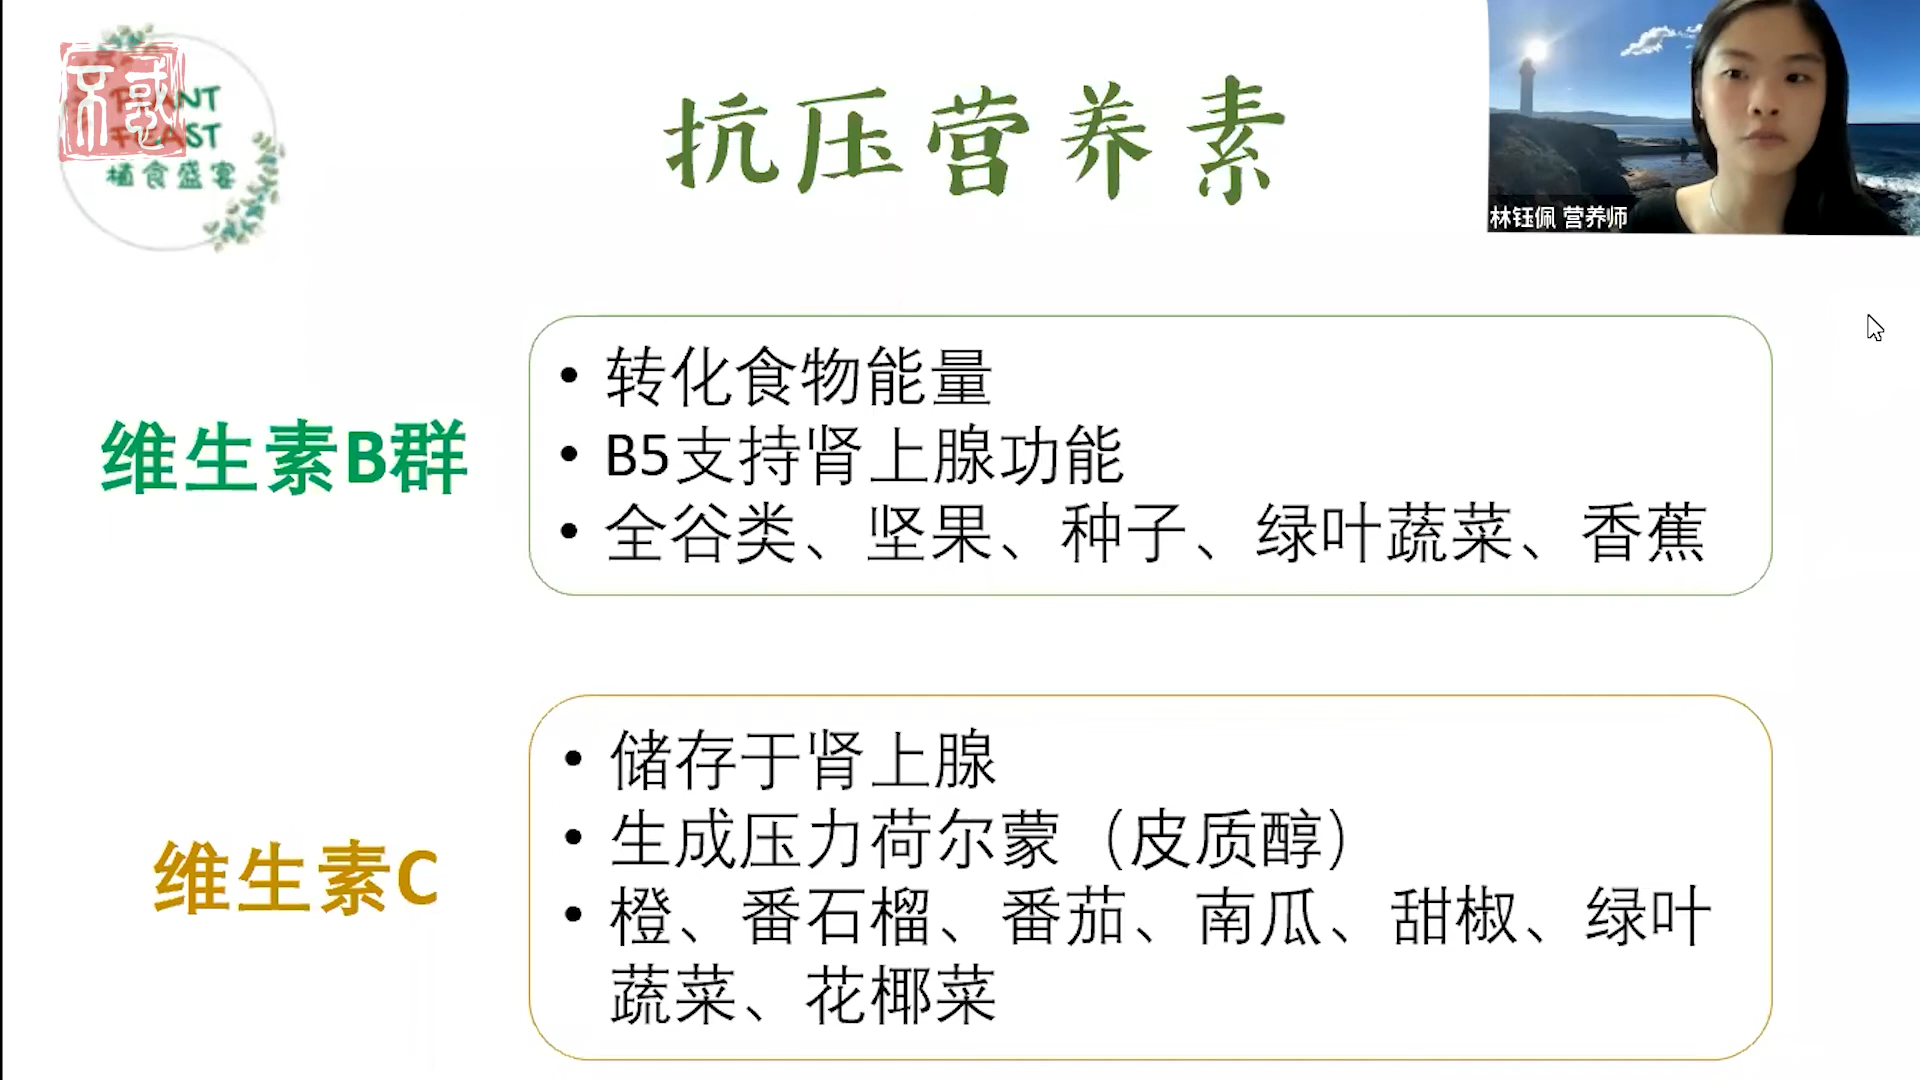 不惑
PLANT
FEAST
植食盛宴
抗压营养素
林钰佩 营养师
维生素B群
• 转化食物能量
• B5支持肾上腺功能
• 全谷类、坚果、种子、绿叶蔬菜、香蕉
维生素C
• 储存于肾上腺
• 生成压力荷尔蒙（皮质醇）
• 橙、番石榴、番茄、南瓜、甜椒、绿叶
蔬菜、花椰菜